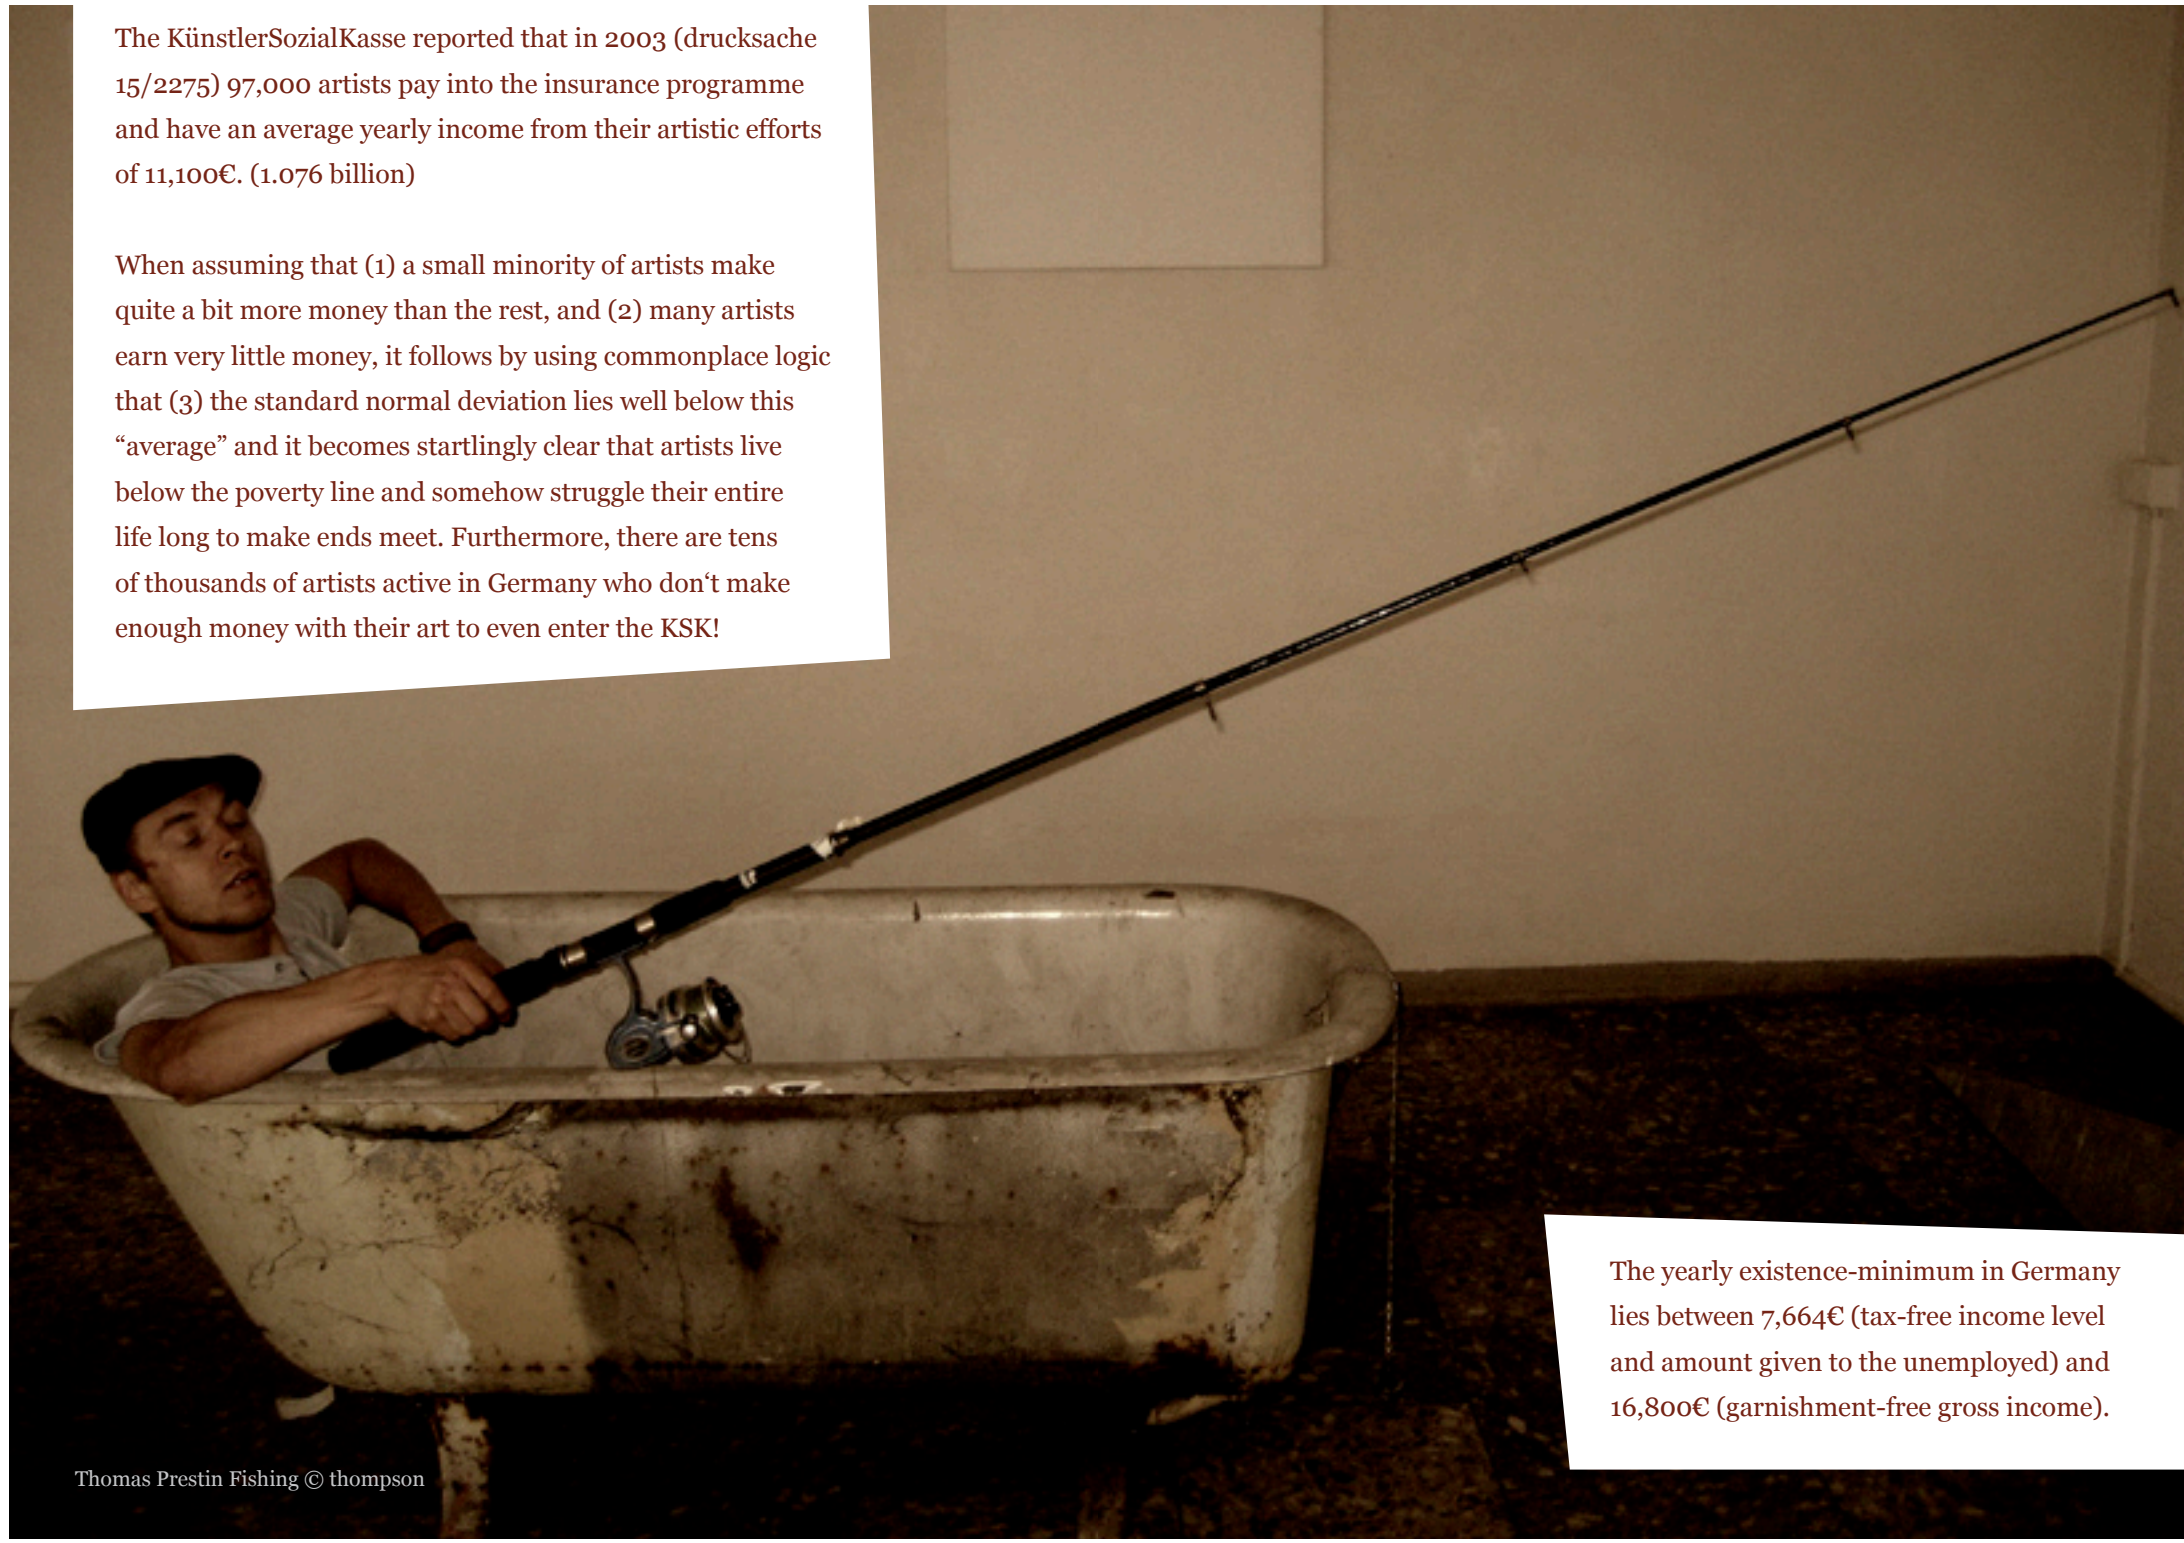 The KünstlerSozialKasse reported that in 2003 (drucksache
15/2275) 97,000 artists pay into the insurance programme
and have an average yearly income from their artistic efforts
of 11,100€. (1.076 billion)
When assuming that (1) a small minority of artists make
quite a bit more money than the rest, and (2) many artists
earn very little money, it follows by using commonplace logic
that (3) the standard normal deviation lies well below this
“average” and it becomes startlingly clear that artists live
below the poverty line and somehow struggle their entire
life long to make ends meet. Furthermore, there are tens
of thousands of artists active in Germany who don‘t make
enough money with their art to even enter the KSK!
The yearly existence-minimum in Germany
lies between 7,664€ (tax-free income level
and amount given to the unemployed) and
16,800€ (garnishment-free gross income).
Thomas Prestin Fishing © thompson